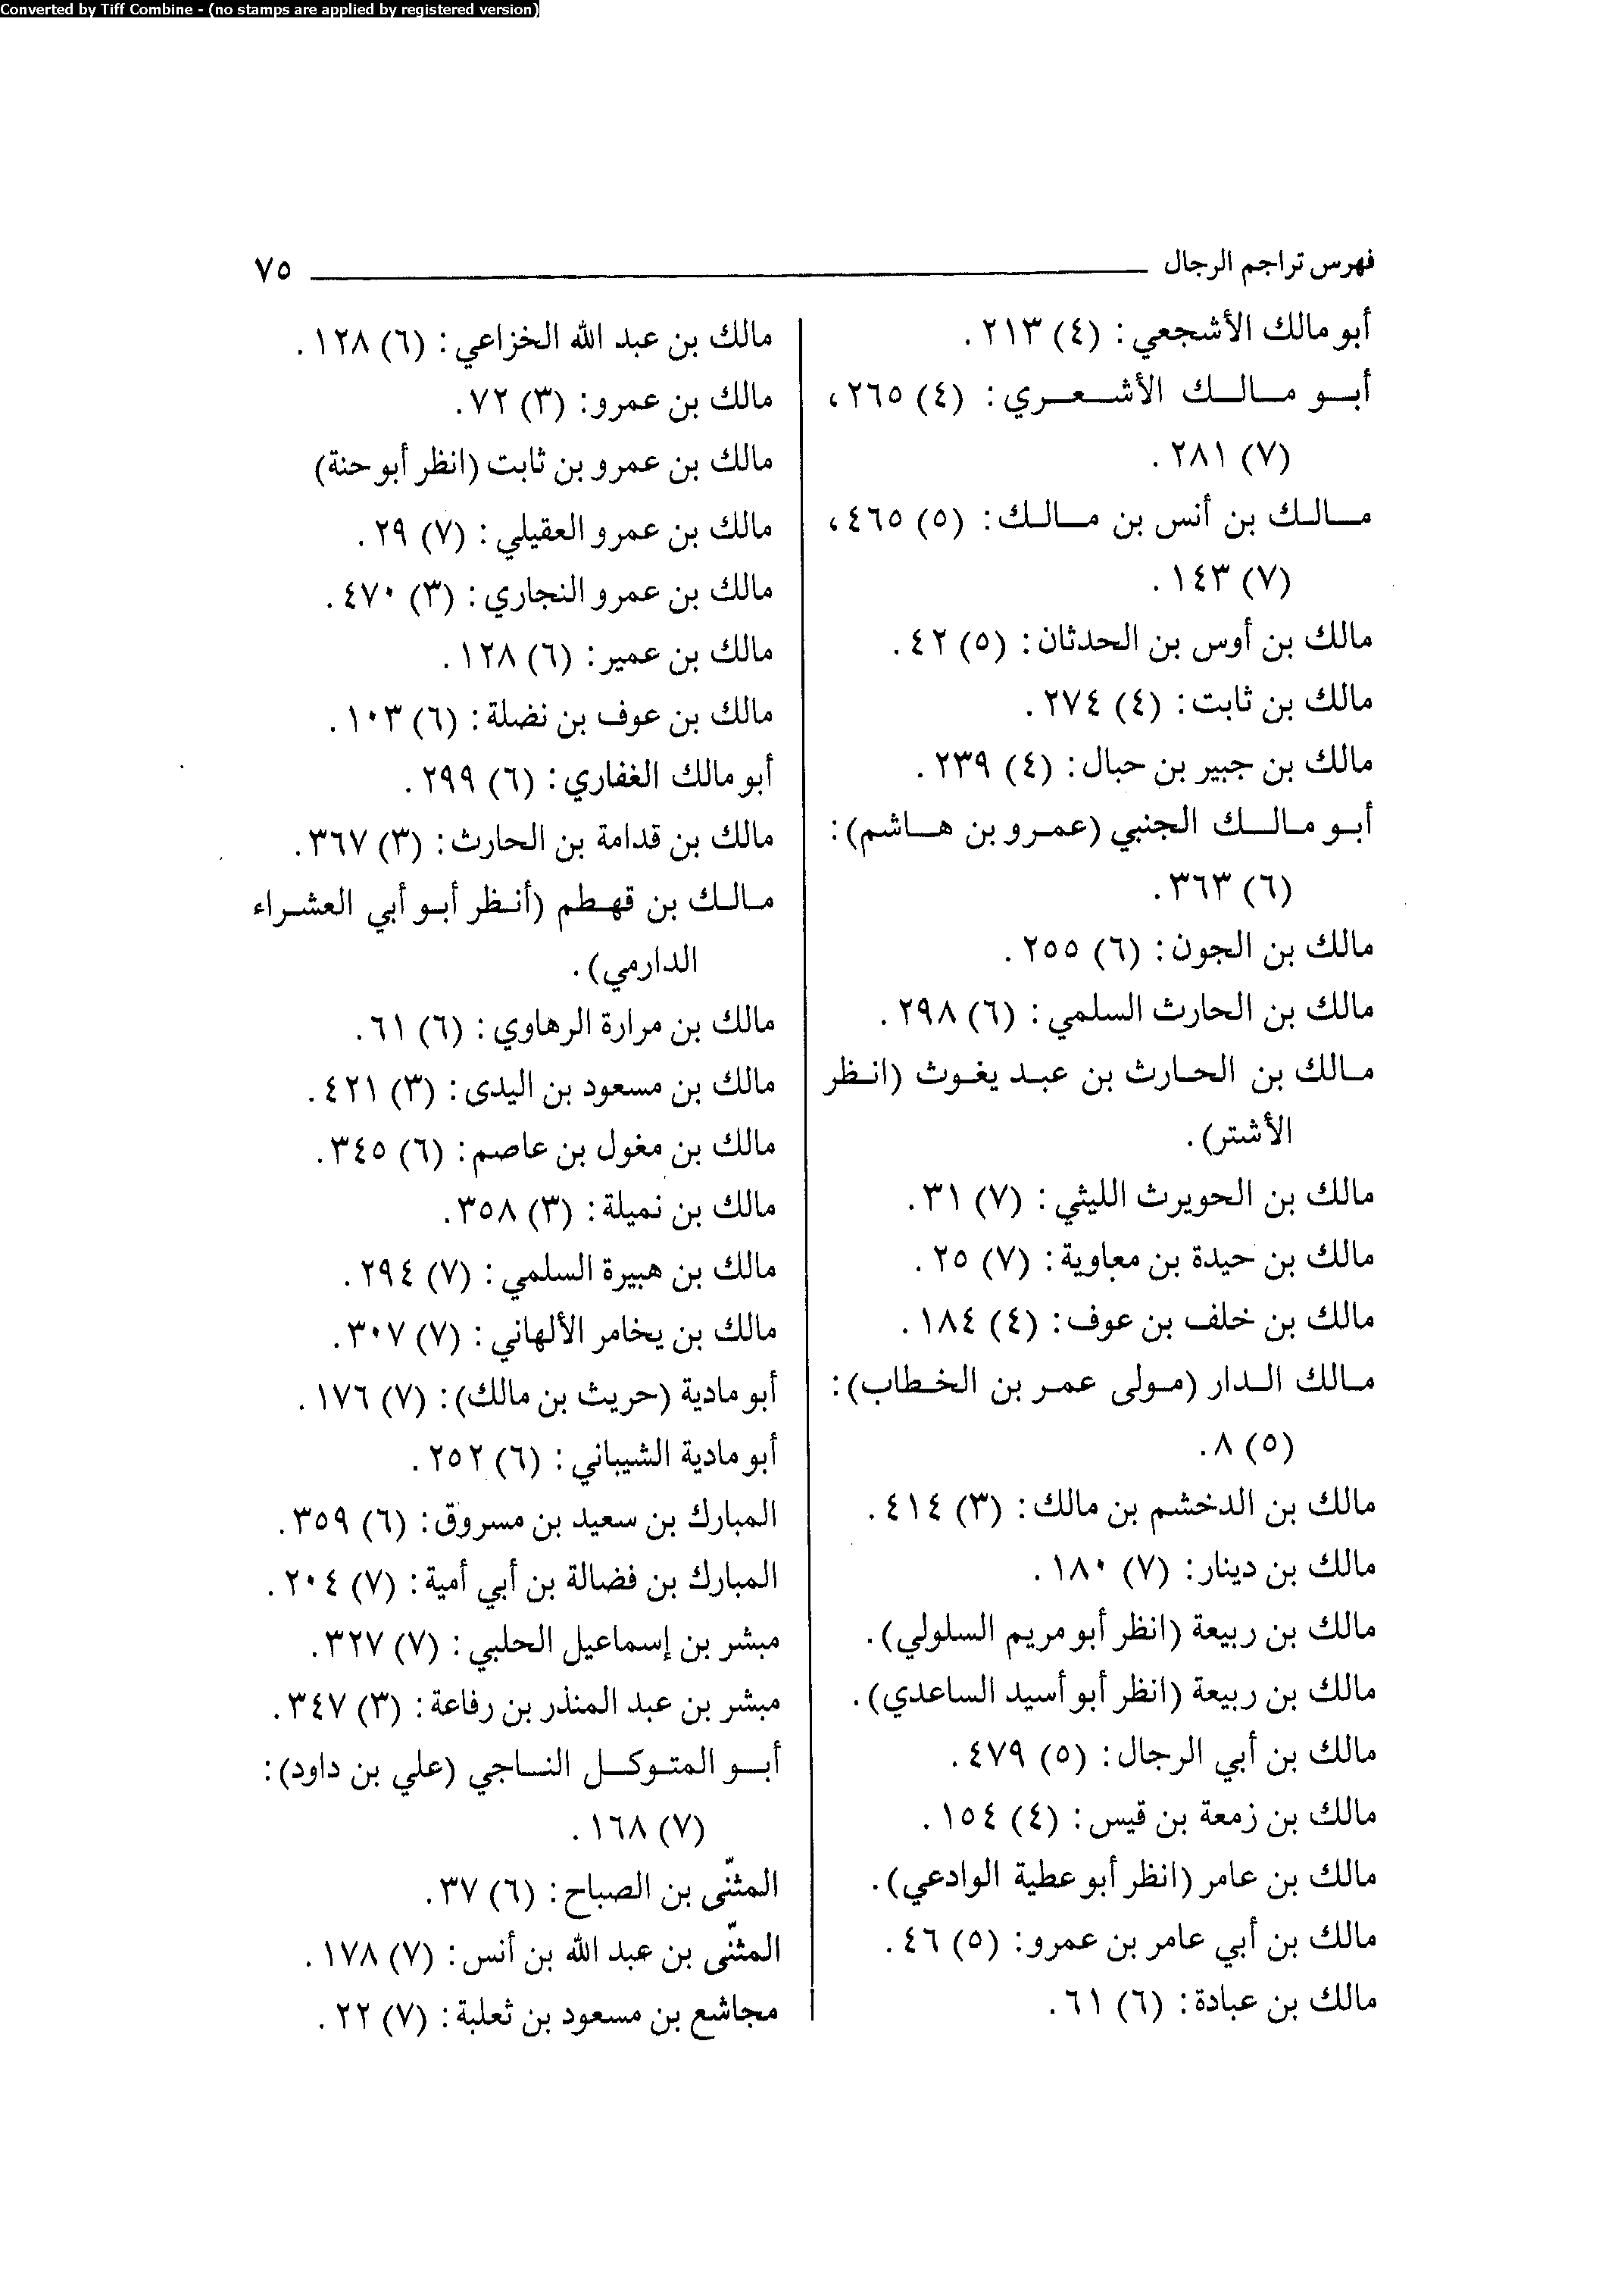 Converted by Tiff Combine - (no stamps are applied by registered version)
فهرس تراجم الرجال ٧٥
أبو مالك الأشجعي: (٤) ٢١٣.
أبو مالك الأشعري: (٤) ٢٦٥،
(٧) ٢٨١.
مالك بن أنس بن مالك: (٥) ٤٦٥،
(٧) ١٤٣.
مالك بن أوس بن الحدثان: (٥) ٤٢.
مالك بن ثابت: (٤) ٢٧٤.
مالك بن جبير بن حبال: (٤) ٢٣٩.
أبو مالك الجنبي (عمرو بن هاشم):
(٦) ٣٦٣.
مالك بن الجون: (٦) ٢٥٥.
مالك بن الحارث السلمي: (٦) ٢٩٨.
مالك بن الحارث بن عبد يغوث (انظر
الأشتر).
مالك بن الحويرث الليثي: (٧) ٣١.
مالك بن حيدة بن معاوية: (٧) ٢٥.
مالك بن خلف بن عوف: (٤) ١٨٤.
مالك الدار (مولى عمر بن الخطاب):
(٥) ٨.
مالك بن الدخشم بن مالك: (٣) ٤١٤.
مالك بن دينار: (٧) ١٨٠.
مالك بن ربيعة (انظر أبو مريم السلولي).
مالك بن ربيعة (انظر أبو أسيد الساعدي).
مالك بن أبي الرجال: (٥) ٤٧٩.
مالك بن زمعة بن قيس: (٤) ١٥٤.
مالك بن عامر (انظر أبو عطية الوادعي).
مالك بن أبي عامر بن عمرو: (٥) ٤٦.
مالك بن عبادة: (٦) ٦١.
مالك بن عبد الله الخزاعي: (٦) ١٢٨.
مالك بن عمرو: (٣) ٧٢.
مالك بن عمرو بن ثابت (انظر أبو حنة)
مالك بن عمرو العقيلي: (٧) ٢٩.
مالك بن عمرو النجاري: (٣) ٤٧٠.
مالك بن عمير: (٦) ١٢٨.
مالك بن عوف بن نضلة: (٦) ١٠٣.
أبو مالك الغفاري: (٦) ٢٩٩.
مالك بن قدامة بن الحارث: (٣) ٣٦٧.
مالك بن قهطم (أنظر أبو أبي العشراء
الدارمي).
مالك بن مرارة الرهاوي: (٦) ٦١.
مالك بن مسعود بن اليدى: (٣) ٤٢١.
مالك بن مغول بن عاصم: (٦) ٣٤٥.
مالك بن نميلة: (٣) ٣٥٨.
مالك بن هبيرة السلمي: (٧) ٢٩٤.
مالك بن يخامر الألهاني: (٧) ٣٠٧.
أبو مادية (حريث بن مالك): (٧) ١٧٦.
أبو مادية الشيباني: (٦) ٢٥٢.
المبارك بن سعيد بن مسروق: (٦) ٣٥٩.
المبارك بن فضالة بن أبي أمية: (٧) ٢٠٤.
مبشر بن إسماعيل الحلبي: (٧) ٣٢٧.
مبشر بن عبد المنذر بن رفاعة: (٣) ٣٤٧.
أبو المتوكل الناجي (علي بن داود):
(٧) ١٦٨.
المثنّى بن الصباح: (٦) ٣٧.
المثنّى بن عبد الله بن أنس: (٧) ١٧٨.
مجاشع بن مسعود بن ثعلبة: (٧) ٢٢.